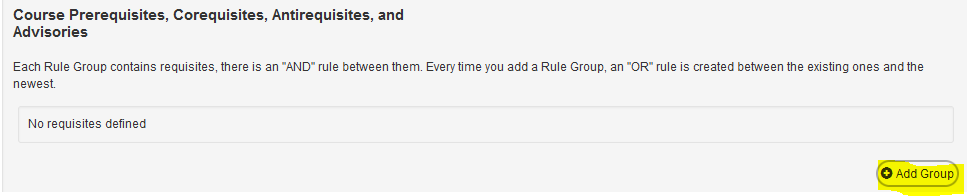 Course Prerequisites, Corequisites, Antirequisites, and
Advisories
Each Rule Group contains requisites, there is an "AND" rule between them. Every time you add a Rule Group, an "OR" rule is created between the existing ones and the
newest.
No requisites defined
Add Group